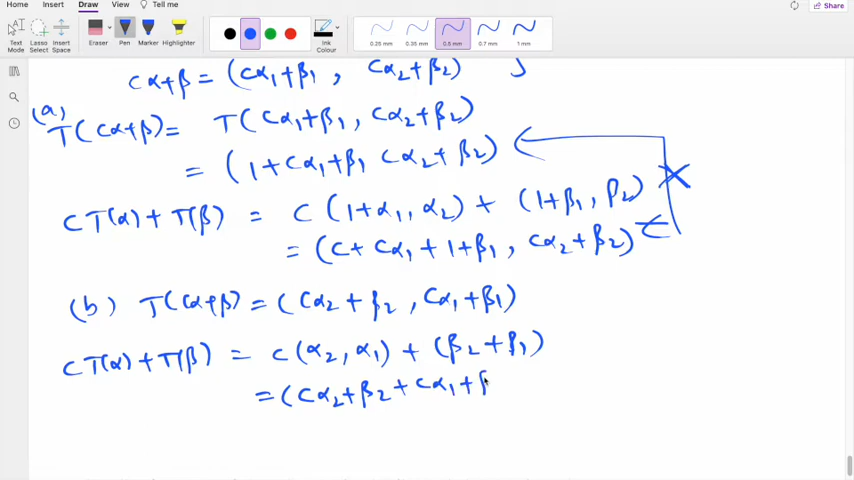 Home Insert Draw View Tell me Share
Text Mode Lasso Select Insert Space Eraser Pen Marker Highlighter Ink Colour 0.25 mm 0.35 mm 0.5 mm 0.7 mm 1 mm
cα+β = (cα₁+β₁ , cα₂+β₂) }
(a)
T(cα+β) = T(cα₁+β₁, cα₂+β₂)
= (1+cα₁+β₁ cα₂+β₂)
cT(α)+T(β) = c(1+α₁, α₂) + (1+β₁, β₂)
= (c+cα₁+1+β₁, cα₂+β₂)
(b) T(cα+β) = (cα₂+β₂, cα₁+β₁)
cT(α)+T(β) = c(α₂, α₁) + (β₂+β₁)
= (cα₂+β₂+cα₁+β